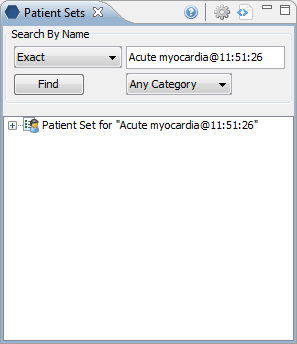 Patient Sets
Search By Name
Exact Acute myocardia@11:51:26
Find Any Category
Patient Set for "Acute myocardia@11:51:26"